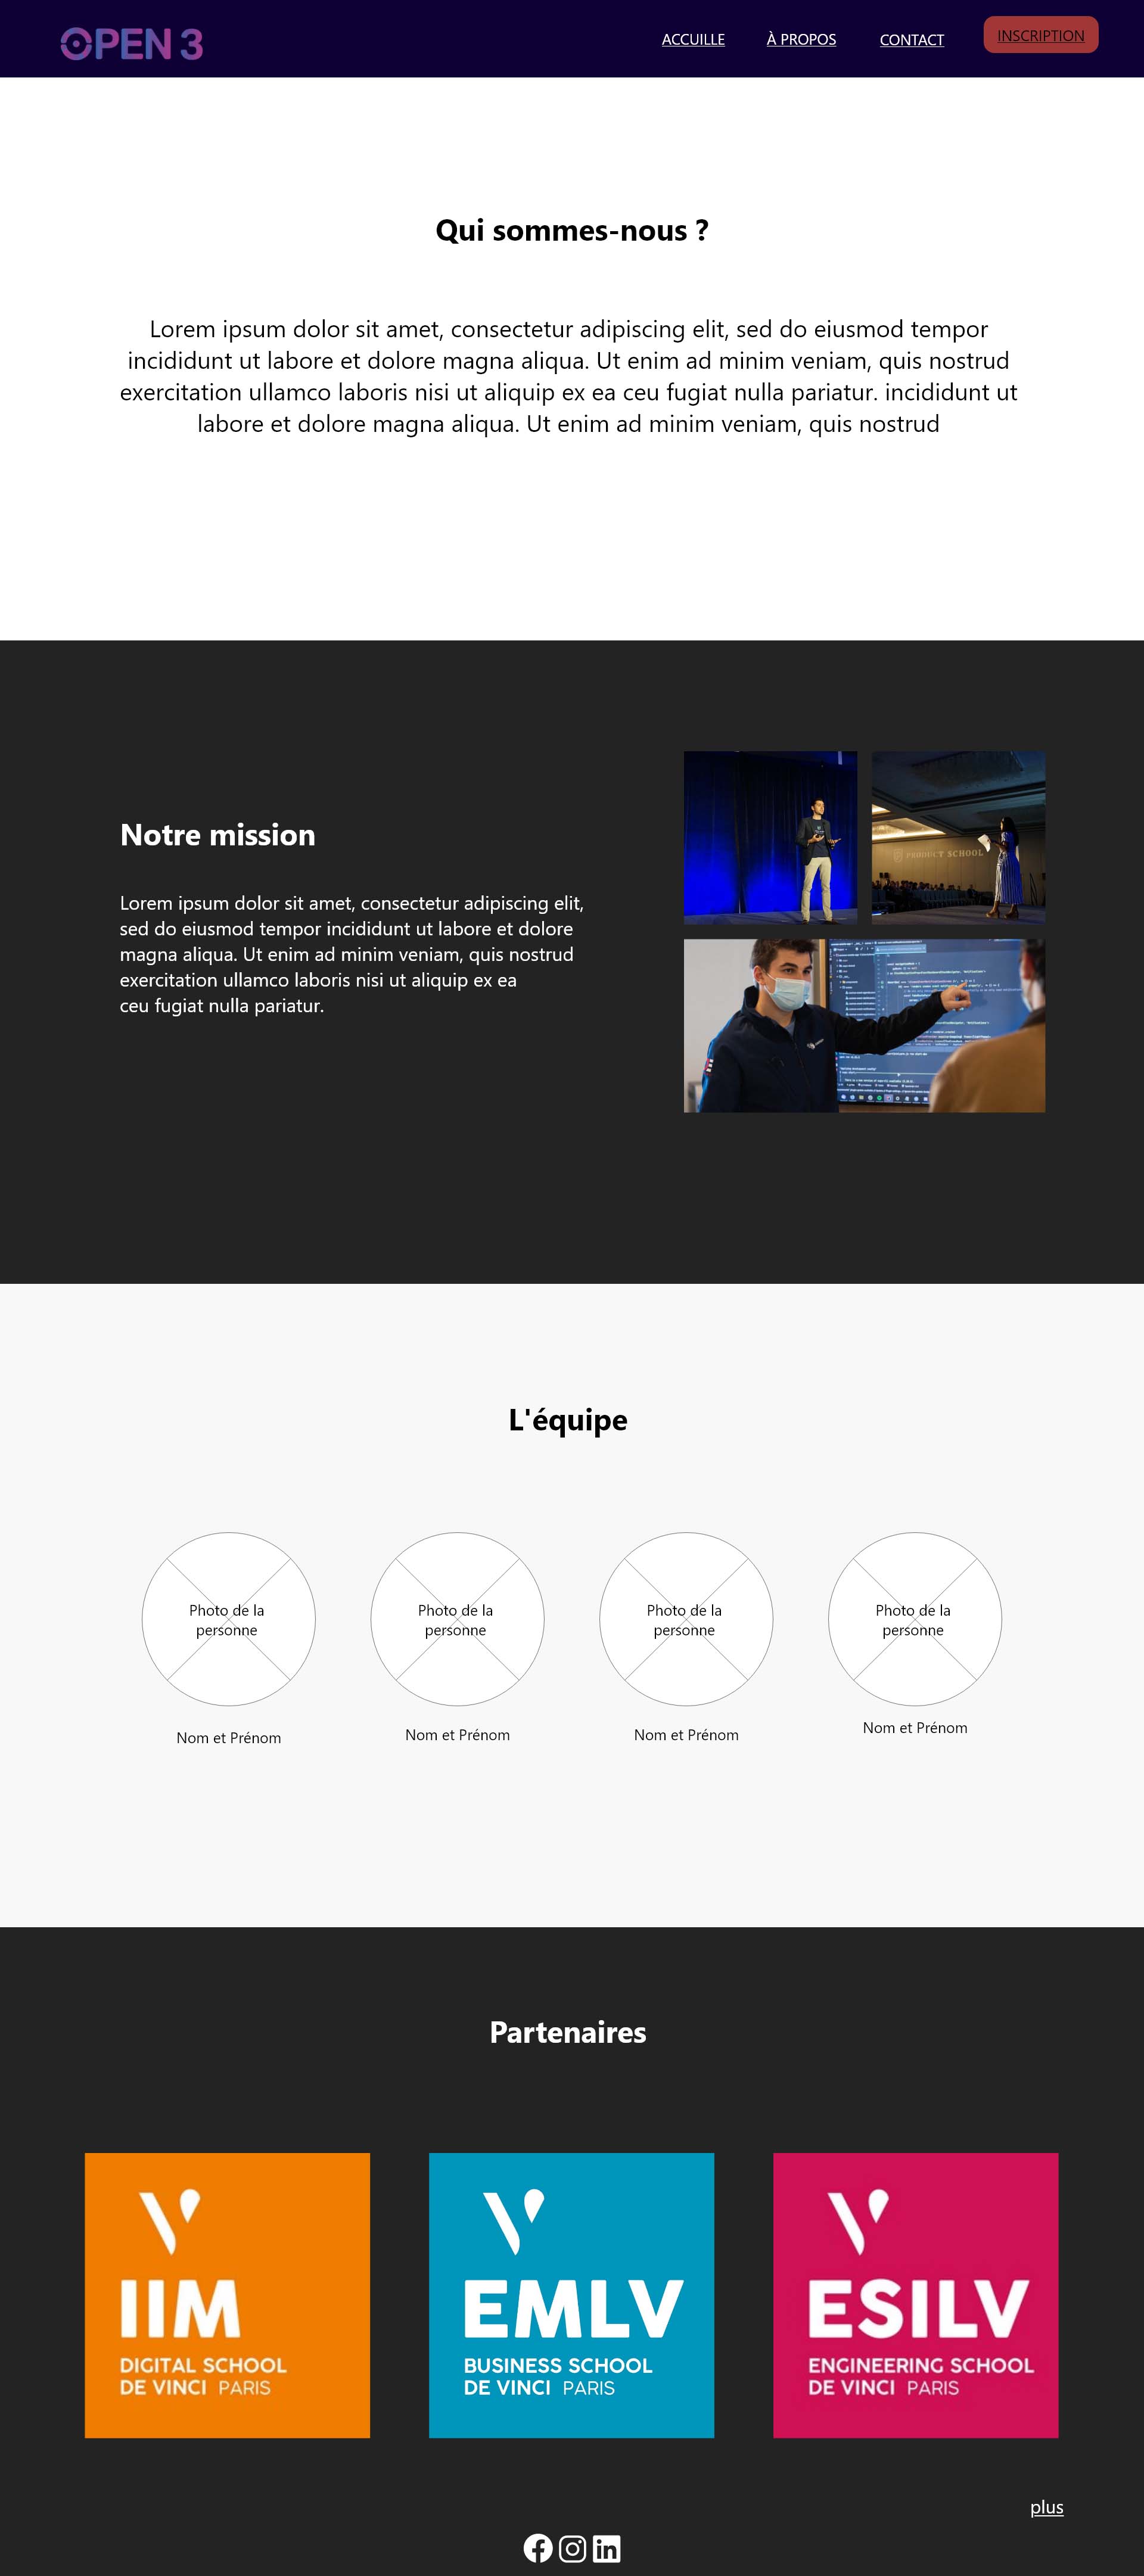 OPEN 3
ACCUILLE
À PROPOS
CONTACT
INSCRIPTION
Qui sommes-nous ?
Lorem ipsum dolor sit amet, consectetur adipiscing elit, sed do eiusmod tempor
incididunt ut labore et dolore magna aliqua. Ut enim ad minim veniam, quis nostrud
exercitation ullamco laboris nisi ut aliquip ex ea ceu fugiat nulla pariatur. incididunt ut
labore et dolore magna aliqua. Ut enim ad minim veniam, quis nostrud
Notre mission
Lorem ipsum dolor sit amet, consectetur adipiscing elit,
sed do eiusmod tempor incididunt ut labore et dolore
magna aliqua. Ut enim ad minim veniam, quis nostrud
exercitation ullamco laboris nisi ut aliquip ex ea
ceu fugiat nulla pariatur.
PRODUCT SCHOOL
L'équipe
Photo de la
personne
Nom et Prénom
Photo de la
personne
Nom et Prénom
Photo de la
personne
Nom et Prénom
Photo de la
personne
Nom et Prénom
Partenaires
IIM
DIGITAL SCHOOL
DE VINCI PARIS
EMLV
BUSINESS SCHOOL
DE VINCI PARIS
ESILV
ENGINEERING SCHOOL
DE VINCI PARIS
plus